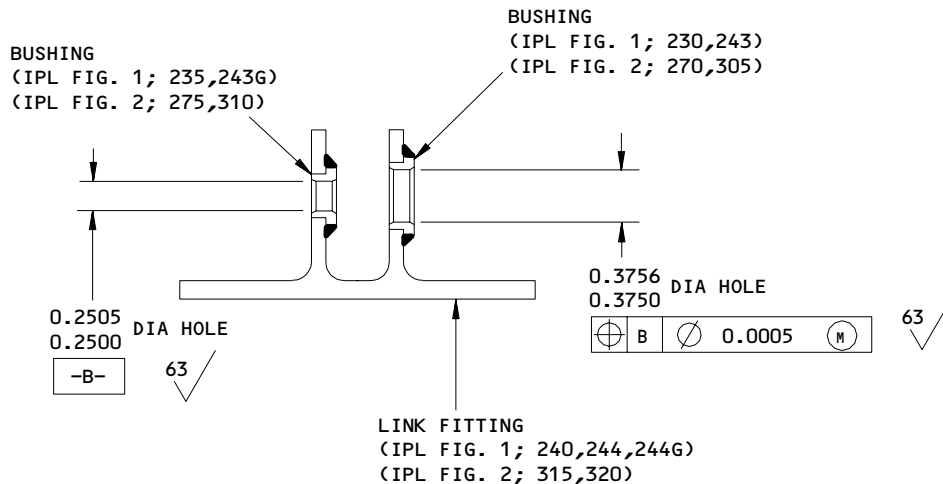 BUSHING
(IPL FIG. 1; 230,243)
(IPL FIG. 2; 270,305)
BUSHING
(IPL FIG. 1; 235,243G)
(IPL FIG. 2; 275,310)
0.2505
0.2500
DIA HOLE
-B-
63
0.3756
0.3750
DIA HOLE
B ∅ 0.0005 M
63
LINK FITTING
(IPL FIG. 1; 240,244,244G)
(IPL FIG. 2; 315,320)